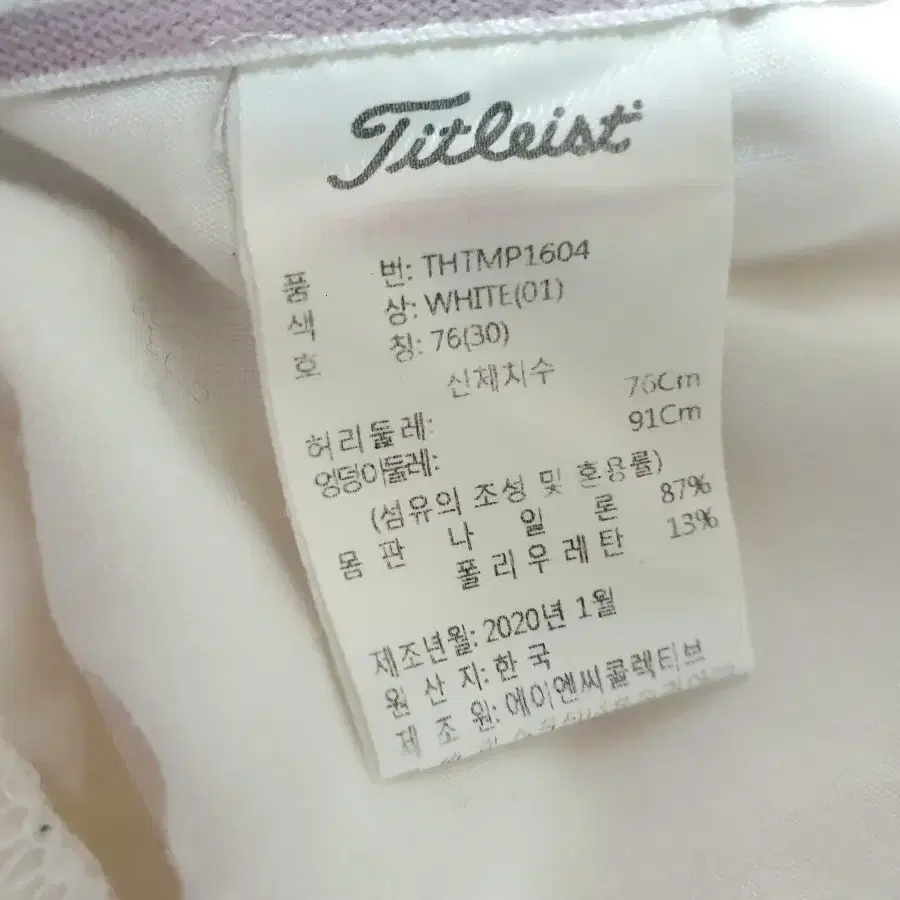 Titleist
품 번: THTMP1604
색 상: WHITE(01)
호 칭: 76(30)
신체치수
허리둘레: 76Cm
엉덩이둘레: 91Cm
(섬유의 조성 및 혼용률)
몸 판 나 일 론 87%
폴 리 우 레 탄 13%
제조년월: 2020년 1월
원 산 지: 한 국
제 조 원: 에이엔씨콜렉티브